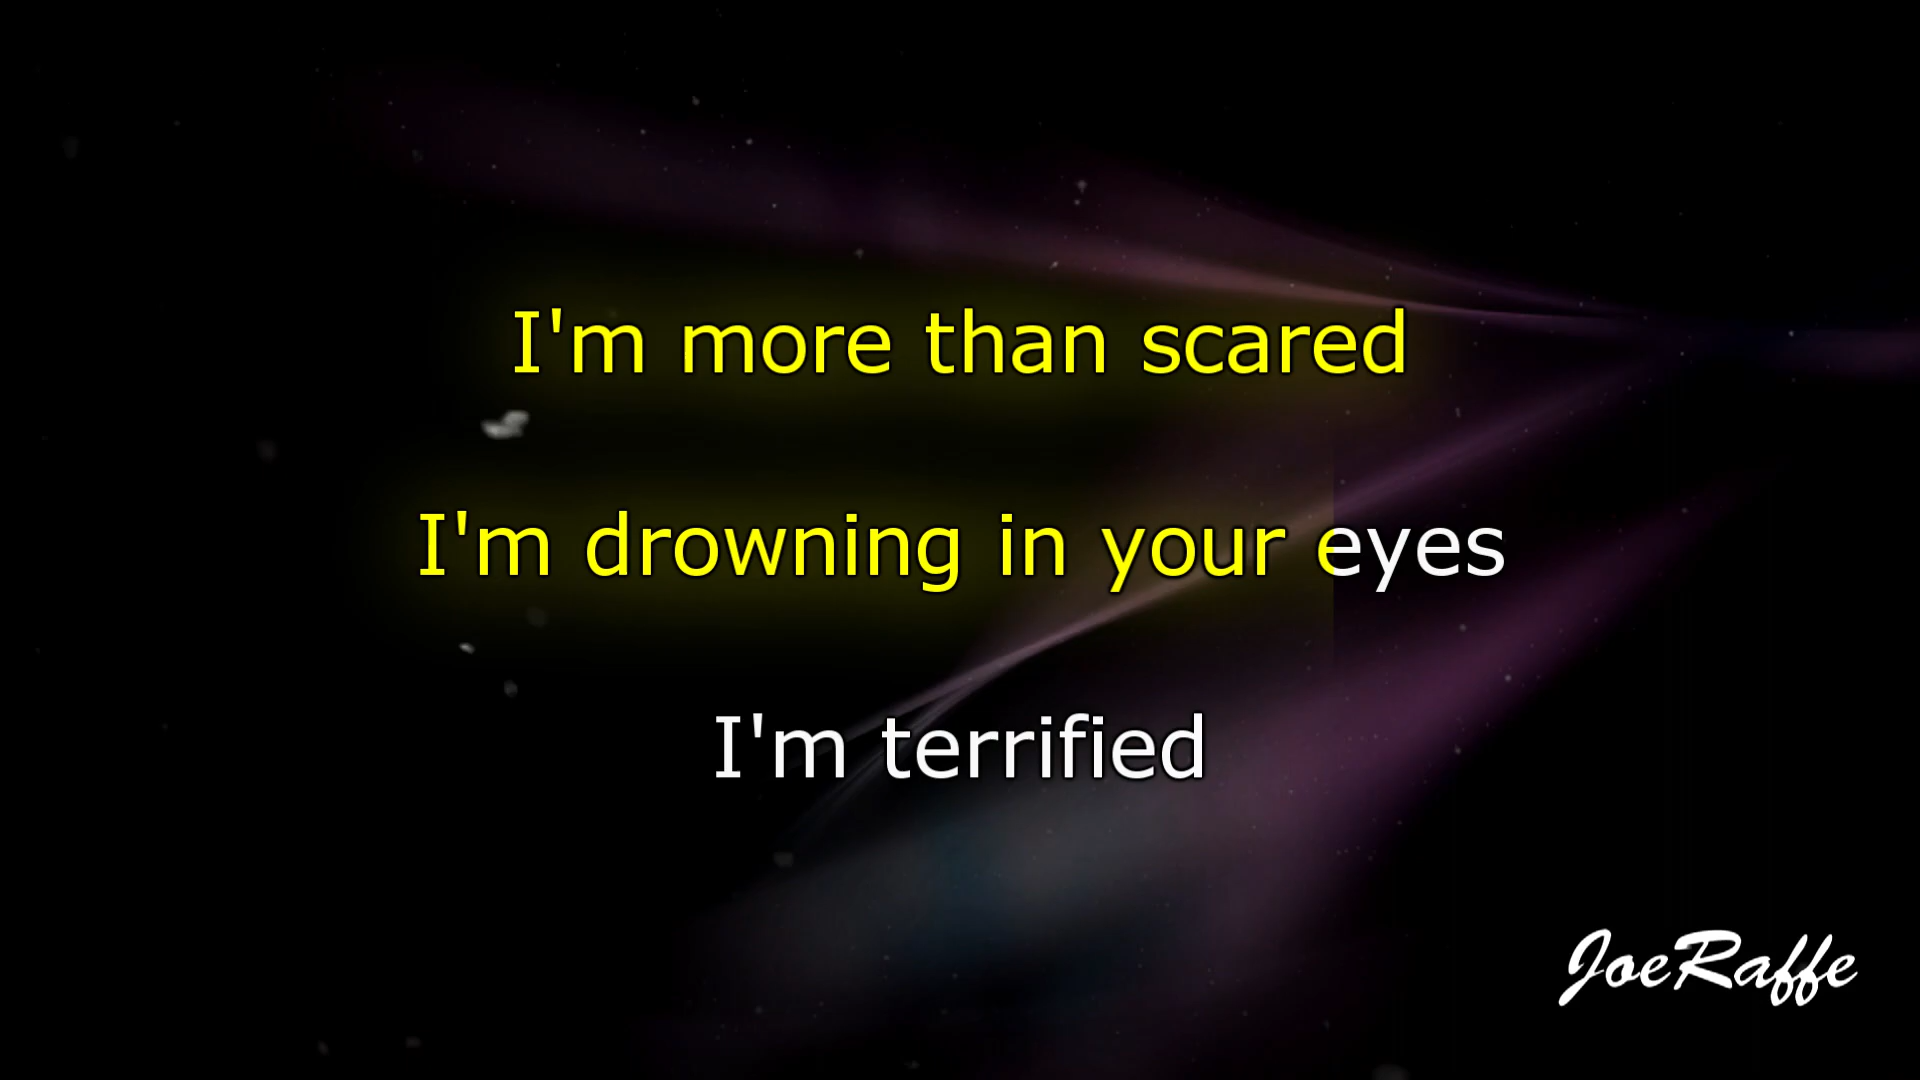 I'm more than scared
I'm drowning in your eyes
I'm terrified
JoeRaffe